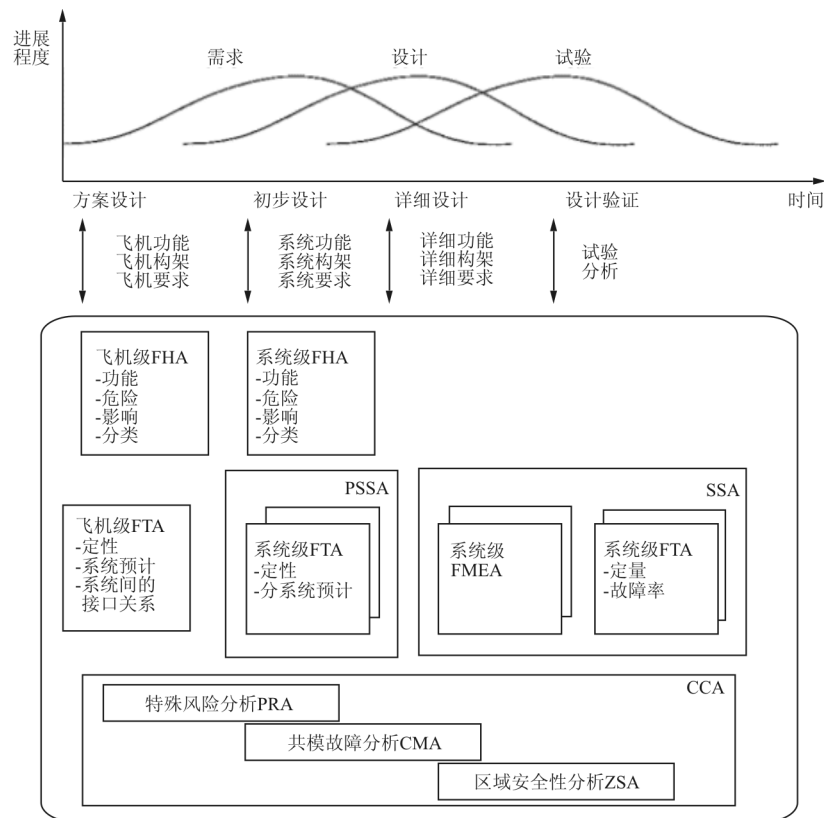 进展
程度
需求
设计
试验
方案设计
初步设计
详细设计
设计验证
时间
飞机功能
飞机构架
飞机要求
系统功能
系统构架
系统要求
详细功能
详细构架
详细要求
试验
分析
飞机级FHA
-功能
-危险
-影响
-分类
系统级FHA
-功能
-危险
-影响
-分类
飞机级FTA
-定性
-系统预计
-系统间的
接口关系
PSSA
系统级FTA
-定性
-分系统预计
SSA
系统级
FMEA
系统级FTA
-定量
-故障率
CCA
特殊风险分析PRA
共模故障分析CMA
区域安全性分析ZSA